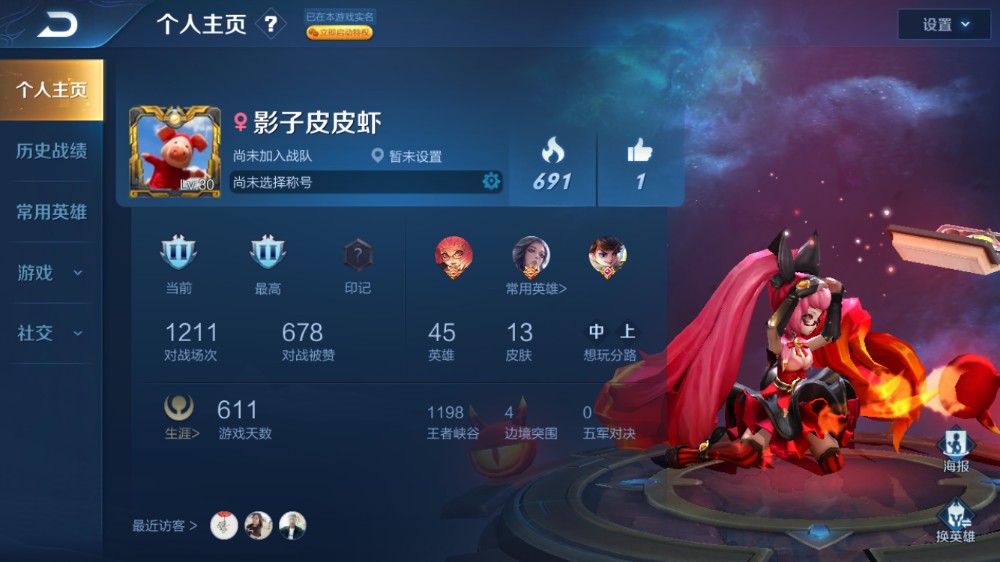 个人主页 ?
已在本游戏实名
立即启动特权
设置
个人主页
历史战绩
常用英雄
游戏
社交
影子皮皮虾
尚未加入战队
暂未设置
尚未选择称号
Lv.30
691
1
当前
最高
?
印记
常用英雄>
1211
对战场次
678
对战被赞
45
英雄
13
皮肤
中 上
想玩分路
生涯>
611
游戏天数
1198
王者峡谷
4
边境突围
0
五军对决
最近访客 >
海报
换英雄